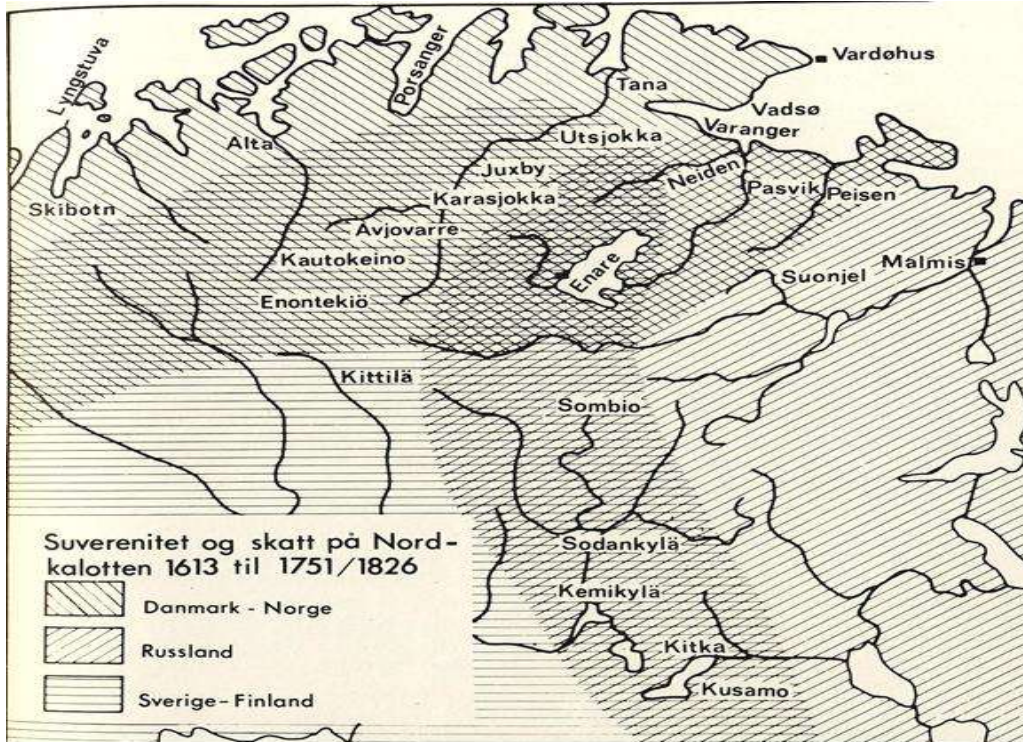 Lyngstuva
Porsanger
Vardøhus
Tana
Vadsø
Varanger
Utsjokka
Alta
Juxby
Neiden
Pasvik
Peisen
Karasjokka
Skibotn
Avjovarre
Kautokeino
Enare
Malmis
Suonjel
Enontekiö
Kittilä
Sombio
Sodankylä
Kemikylä
Kitka
Kusamo
Suverenitet og skatt på Nord-
kalotten 1613 til 1751/1826
Danmark - Norge
Russland
Sverige-Finland